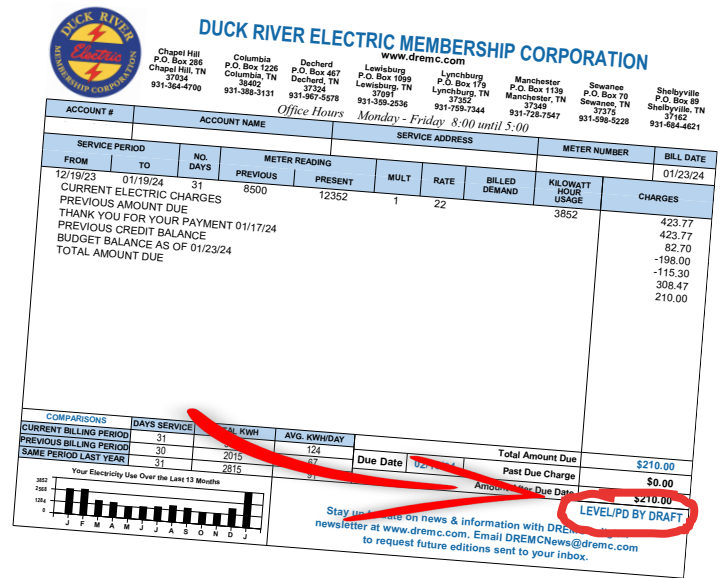 DUCK RIVER
Electric
MEMBERSHIP CORPORATION
DUCK RIVER ELECTRIC MEMBERSHIP CORPORATION
www.dremc.com
Chapel Hill
P.O. Box 286
Chapel Hill, TN
37034
931-364-4700
Columbia
P.O. Box 1226
Columbia, TN
38402
931-388-3131
Decherd
P.O. Box 467
Decherd, TN
37324
931-967-5578
Lewisburg
P.O. Box 1099
Lewisburg, TN
37091
931-359-2536
Lynchburg
P.O. Box 179
Lynchburg, TN
37352
931-759-7344
Manchester
P.O. Box 1139
Manchester, TN
37349
931-728-7547
Sewanee
P.O. Box 70
Sewanee, TN
37375
931-598-5228
Shelbyville
P.O. Box 89
Shelbyville, TN
37162
931-684-4621
Office Hours Monday - Friday 8:00 until 5:00
ACCOUNT # ACCOUNT NAME SERVICE ADDRESS METER NUMBER BILL DATE
01/23/24
SERVICE PERIOD NO. DAYS METER READING MULT RATE BILLED DEMAND KILOWATT HOUR USAGE CHARGES
FROM TO PREVIOUS PRESENT
12/19/23 01/19/24 31 8500 12352 1 22 3852
CURRENT ELECTRIC CHARGES 423.77
PREVIOUS AMOUNT DUE 423.77
THANK YOU FOR YOUR PAYMENT 01/17/24 82.70
PREVIOUS CREDIT BALANCE -198.00
BUDGET BALANCE AS OF 01/23/24 -115.30
TOTAL AMOUNT DUE 308.47
210.00
COMPARISONS DAYS SERVICE KWH AVG. KWH/DAY
CURRENT BILLING PERIOD 31 124
PREVIOUS BILLING PERIOD 30 2015
SAME PERIOD LAST YEAR 31 2815
Your Electricity Use Over the Last 13 Months
3852
2568
1284
0
J F M A M J J A S O N D J
Total Amount Due $210.00
Due Date Past Due Charge $0.00
Amount After Due Date $210.00
LEVEL/PD BY DRAFT
Stay on news & information with
newsletter at www.dremc.com. Email DREMCNews@dremc.com
to request future editions sent to your inbox.